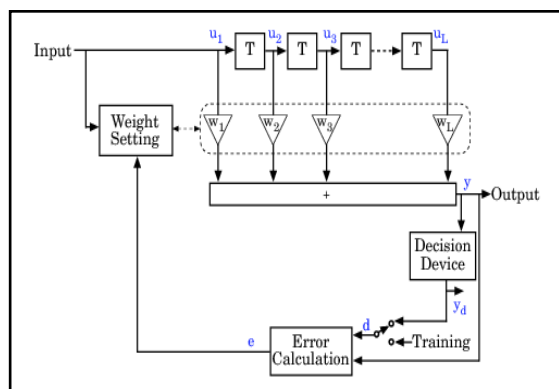 u1 u2 u3 uL
Input T T T T
Weight Setting w1 w2 w3 wL
+
y Output
Decision Device
yd
d
Training
e Error Calculation